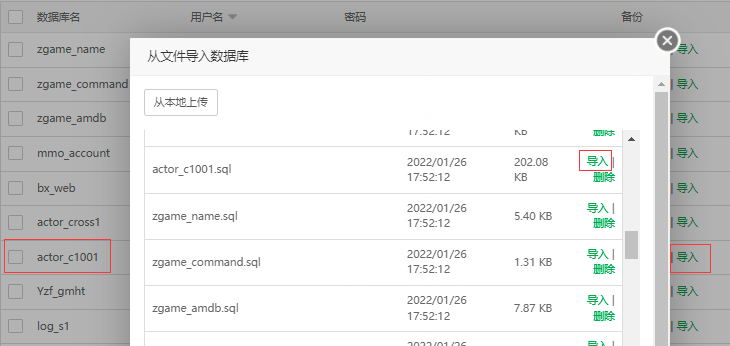 数据库名 用户名 密码 备份
zgame_name | 导入
zgame_command | 导入
zgame_amdb | 导入
mmo_account | 导入
bx_web | 导入
actor_cross1 | 导入
actor_c1001 | 导入
Yzf_gmht | 导入
log_s1 | 导入
从文件导入数据库
从本地上传
17:52:12 KB 删除
actor_c1001.sql 2022/01/26 17:52:12 202.08 KB 导入 | 删除
zgame_name.sql 2022/01/26 17:52:12 5.40 KB 导入 | 删除
zgame_command.sql 2022/01/26 17:52:12 1.31 KB 导入 | 删除
zgame_amdb.sql 2022/01/26 17:52:12 7.87 KB 导入 | 删除
2022/01/26 导入 |